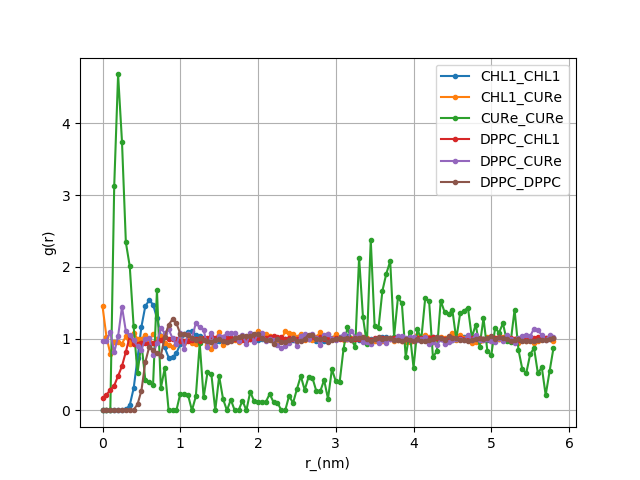 CHL1_CHL1
CHL1_CURe
CURe_CURe
DPPC_CHL1
DPPC_CURe
DPPC_DPPC
g(r)
4
3
2
1
0
0 1 2 3 4 5 6
r_(nm)